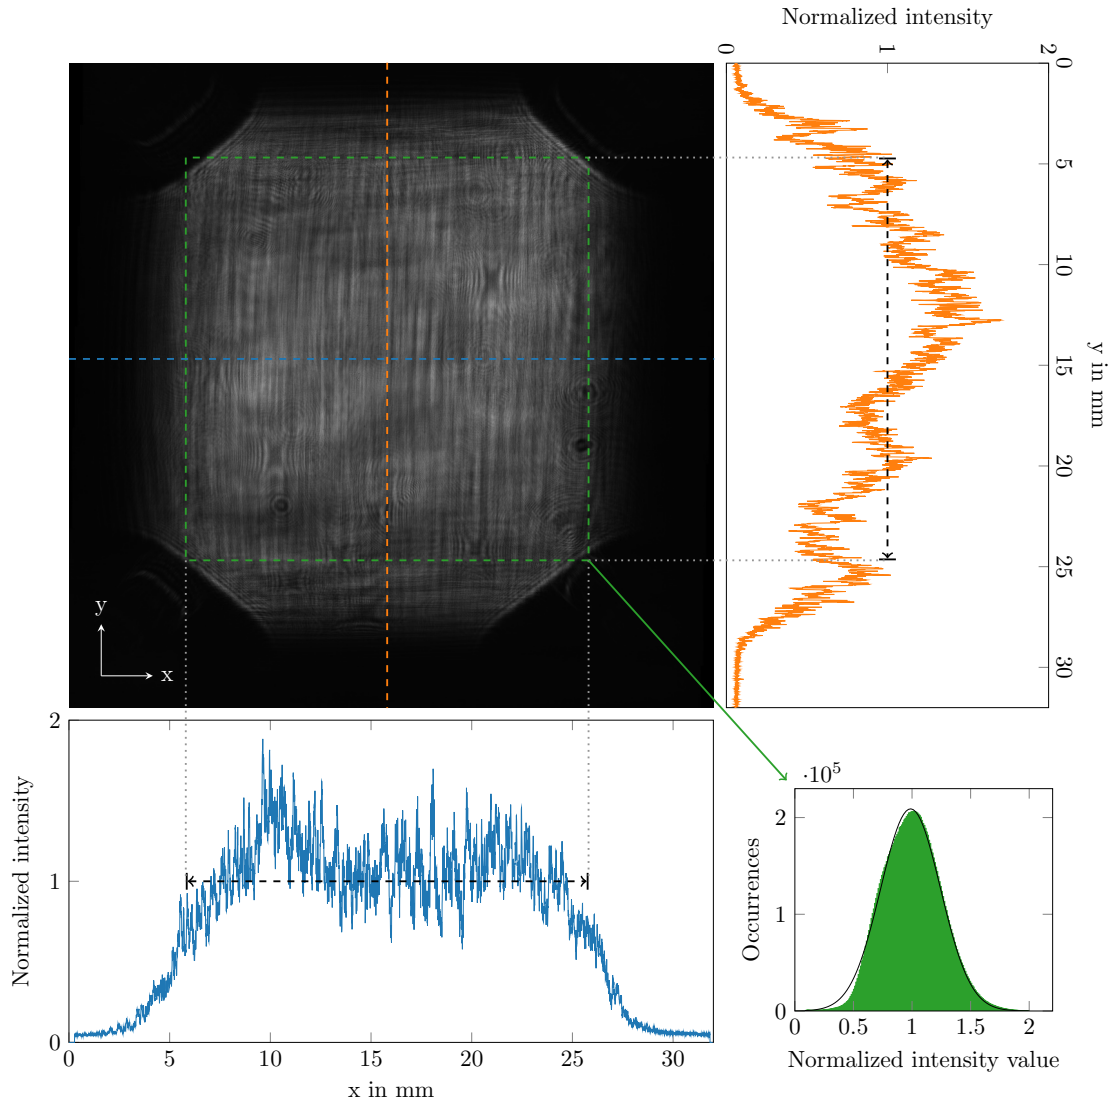 Normalized intensity
0 1 2
0
5
10
15
20
25
30
y in mm
y
x
2
1
0
Normalized intensity
0 5 10 15 20 25 30
x in mm
·10⁵
2
1
0
Occurrences
0 0.5 1 1.5 2
Normalized intensity value